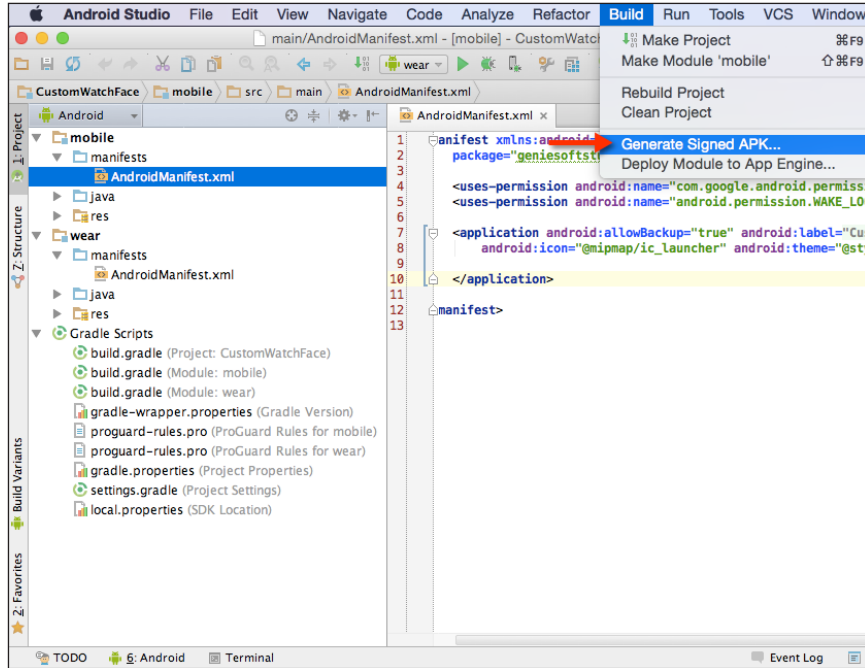 Android Studio File Edit View Navigate Code Analyze Refactor Build Run Tools VCS Window
main/AndroidManifest.xml - [mobile] - CustomWatch
Make Project ⌘F9
Make Module 'mobile' ⇧⌘F9
Rebuild Project
Clean Project
Generate Signed APK...
Deploy Module to App Engine...
wear
CustomWatchFace mobile src main AndroidManifest.xml
Android
AndroidManifest.xml
1: Project
Z: Structure
Build Variants
2: Favorites
mobile
manifests
AndroidManifest.xml
java
res
wear
manifests
AndroidManifest.xml
java
res
Gradle Scripts
build.gradle (Project: CustomWatchFace)
build.gradle (Module: mobile)
build.gradle (Module: wear)
gradle-wrapper.properties (Gradle Version)
proguard-rules.pro (ProGuard Rules for mobile)
proguard-rules.pro (ProGuard Rules for wear)
gradle.properties (Project Properties)
settings.gradle (Project Settings)
local.properties (SDK Location)
1 anifest xmlns:android=
2 package="geniesoftst
3
4 <uses-permission android:name="com.google.android.permiss
5 <uses-permission android:name="android.permission.WAKE_LO
6
7 <application android:allowBackup="true" android:label="Cus
8 android:icon="@mipmap/ic_launcher" android:theme="@sty
9
10 </application>
11
12 manifest>
13
TODO 6: Android Terminal Event Log